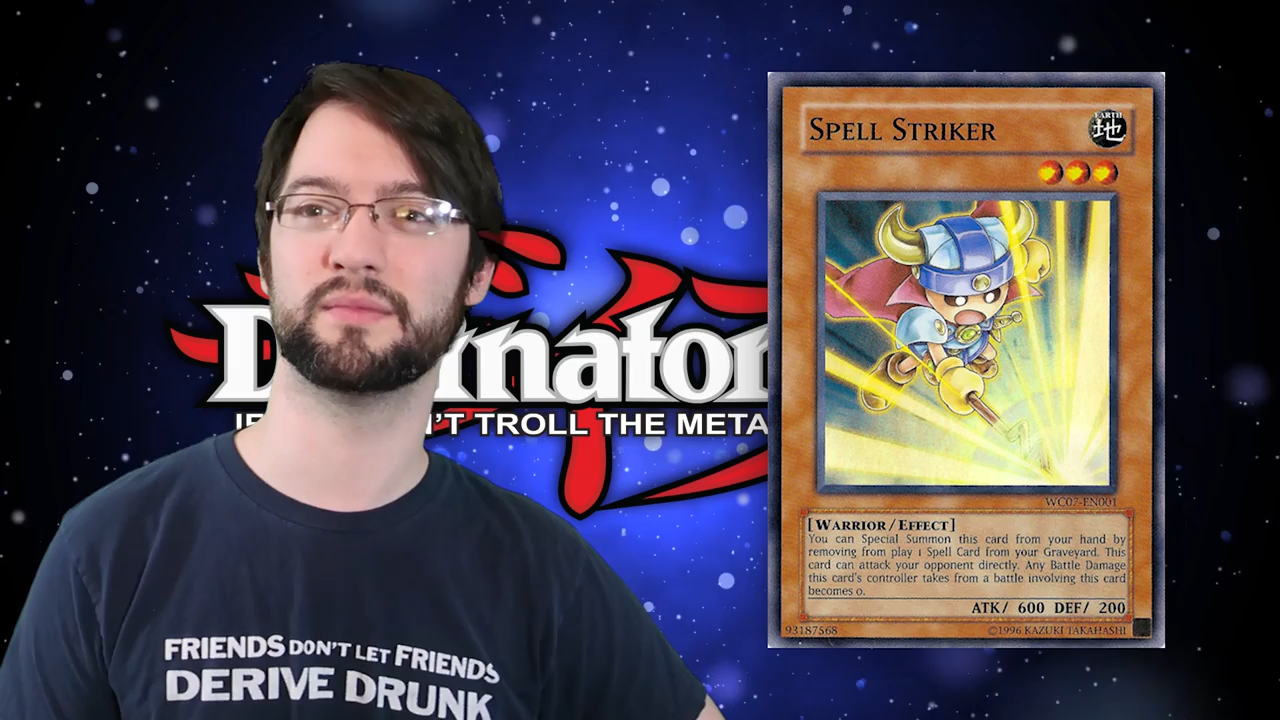 D nator
'T TROLL THE META
FRIENDS DON'T LET FRIENDS
DERIVE DRUNK
SPELL STRIKER
EARTH
地
WC07-EN001
[WARRIOR/EFFECT]
You can Special Summon this card from your hand by
removing from play 1 Spell Card from your Graveyard. This
card can attack your opponent directly. Any Battle Damage
this card's controller takes from a battle involving this card
becomes 0.
ATK/ 600 DEF/ 200
93187568
©1996 KAZUKI TAKAHASHI